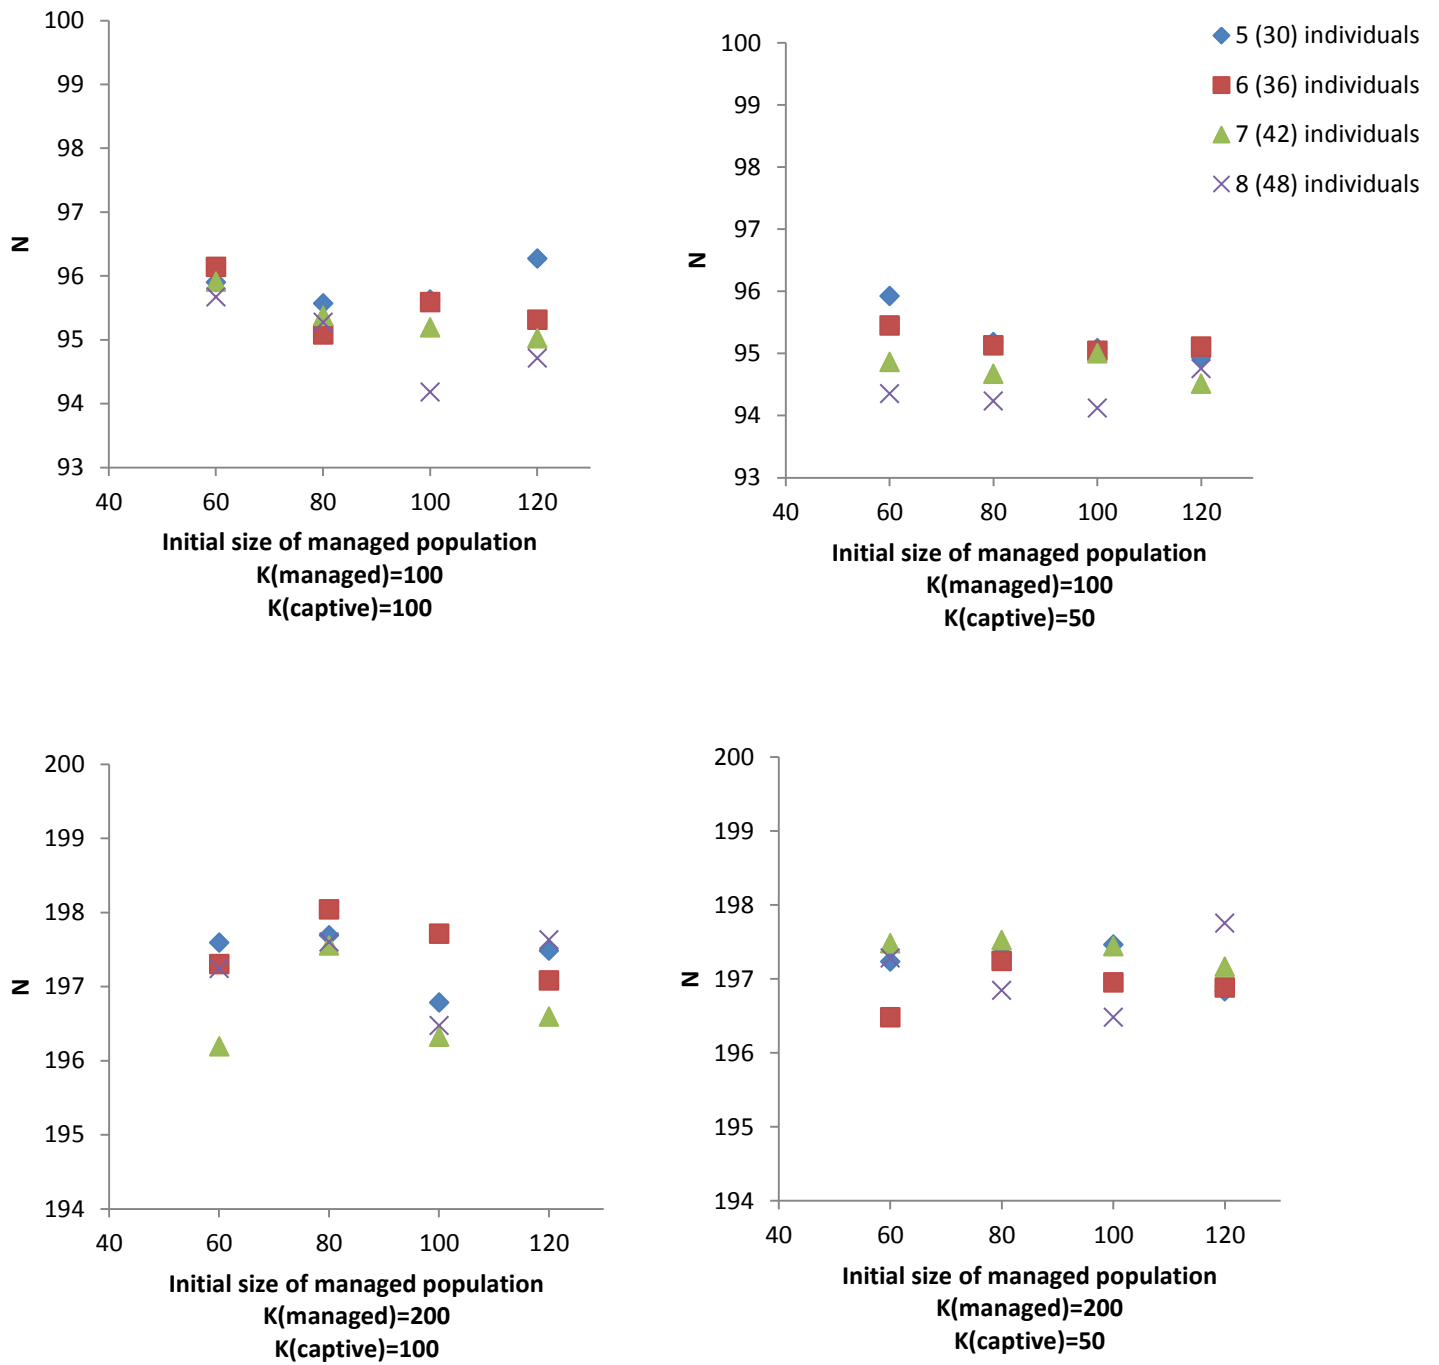 100
99
98
97
96
95
94
93
N
40 60 80 100 120
Initial size of managed population
K(managed)=100
K(captive)=100
100
99
98
97
96
95
94
93
N
40 60 80 100 120
Initial size of managed population
K(managed)=100
K(captive)=50
5 (30) individuals
6 (36) individuals
7 (42) individuals
8 (48) individuals
200
199
198
197
196
195
194
N
40 60 80 100 120
Initial size of managed population
K(managed)=200
K(captive)=100
200
199
198
197
196
195
194
N
40 60 80 100 120
Initial size of managed population
K(managed)=200
K(captive)=50